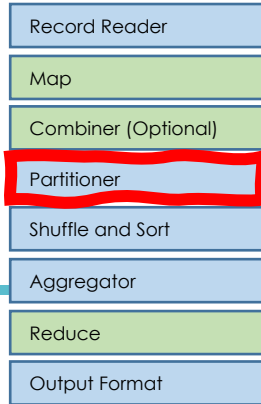 Record Reader
Map
Combiner (Optional)
Partitioner
Shuffle and Sort
Aggregator
Reduce
Output Format